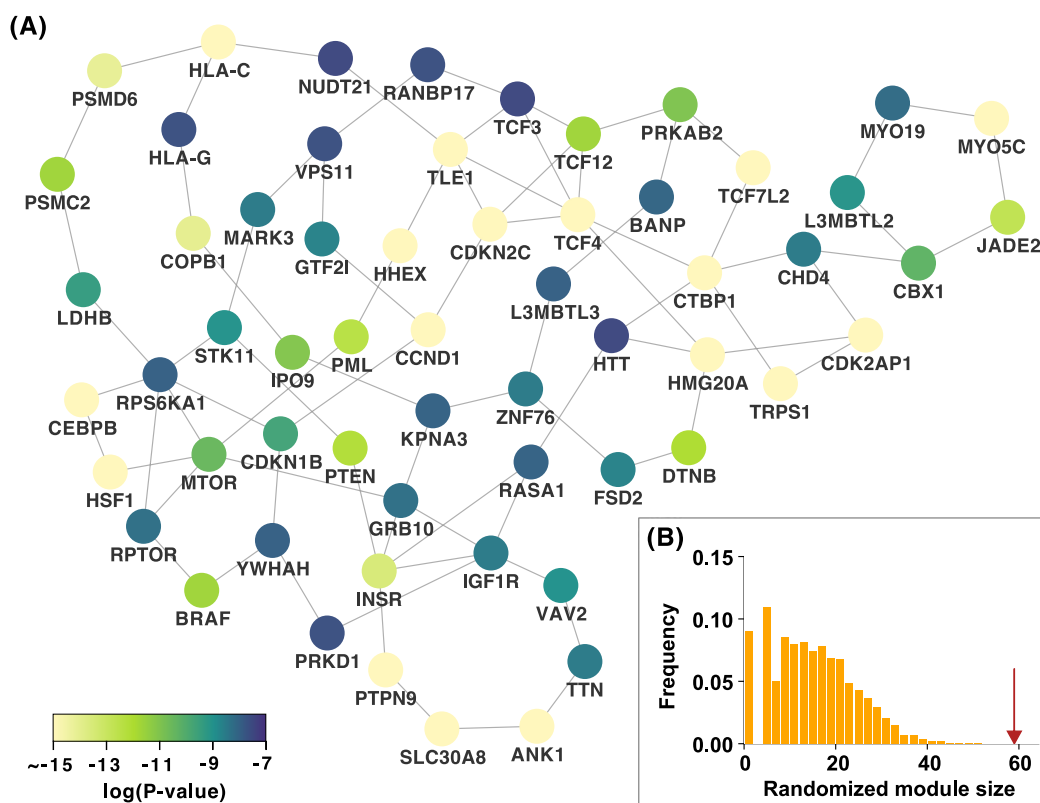 (A)
HLA-C
PSMD6
NUDT21
RANBP17
TCF3
PRKAB2
MYO19
MYO5C
HLA-G
VPS11
TCF12
TLE1
TCF7L2
PSMC2
MARK3
BANP
L3MBTL2
COPB1
GTF2I
HHEX
CDKN2C
TCF4
JADE2
CHD4
CBX1
CTBP1
LDHB
L3MBTL3
STK11
IPO9
PML
CCND1
HTT
CDK2AP1
HMG20A
TRPS1
RPS6KA1
CEBPB
KPNA3
ZNF76
CDKN1B
PTEN
MTOR
HSF1
RASA1
FSD2
DTNB
GRB10
RPTOR
YWHAH
IGF1R
INSR
BRAF
VAV2
PRKD1
PTPN9
TTN
SLC30A8
ANK1
~-15 -13 -11 -9 -7
log(P-value)
(B)
0.15
0.10
0.05
0.00
Frequency
0 20 40 60
Randomized module size